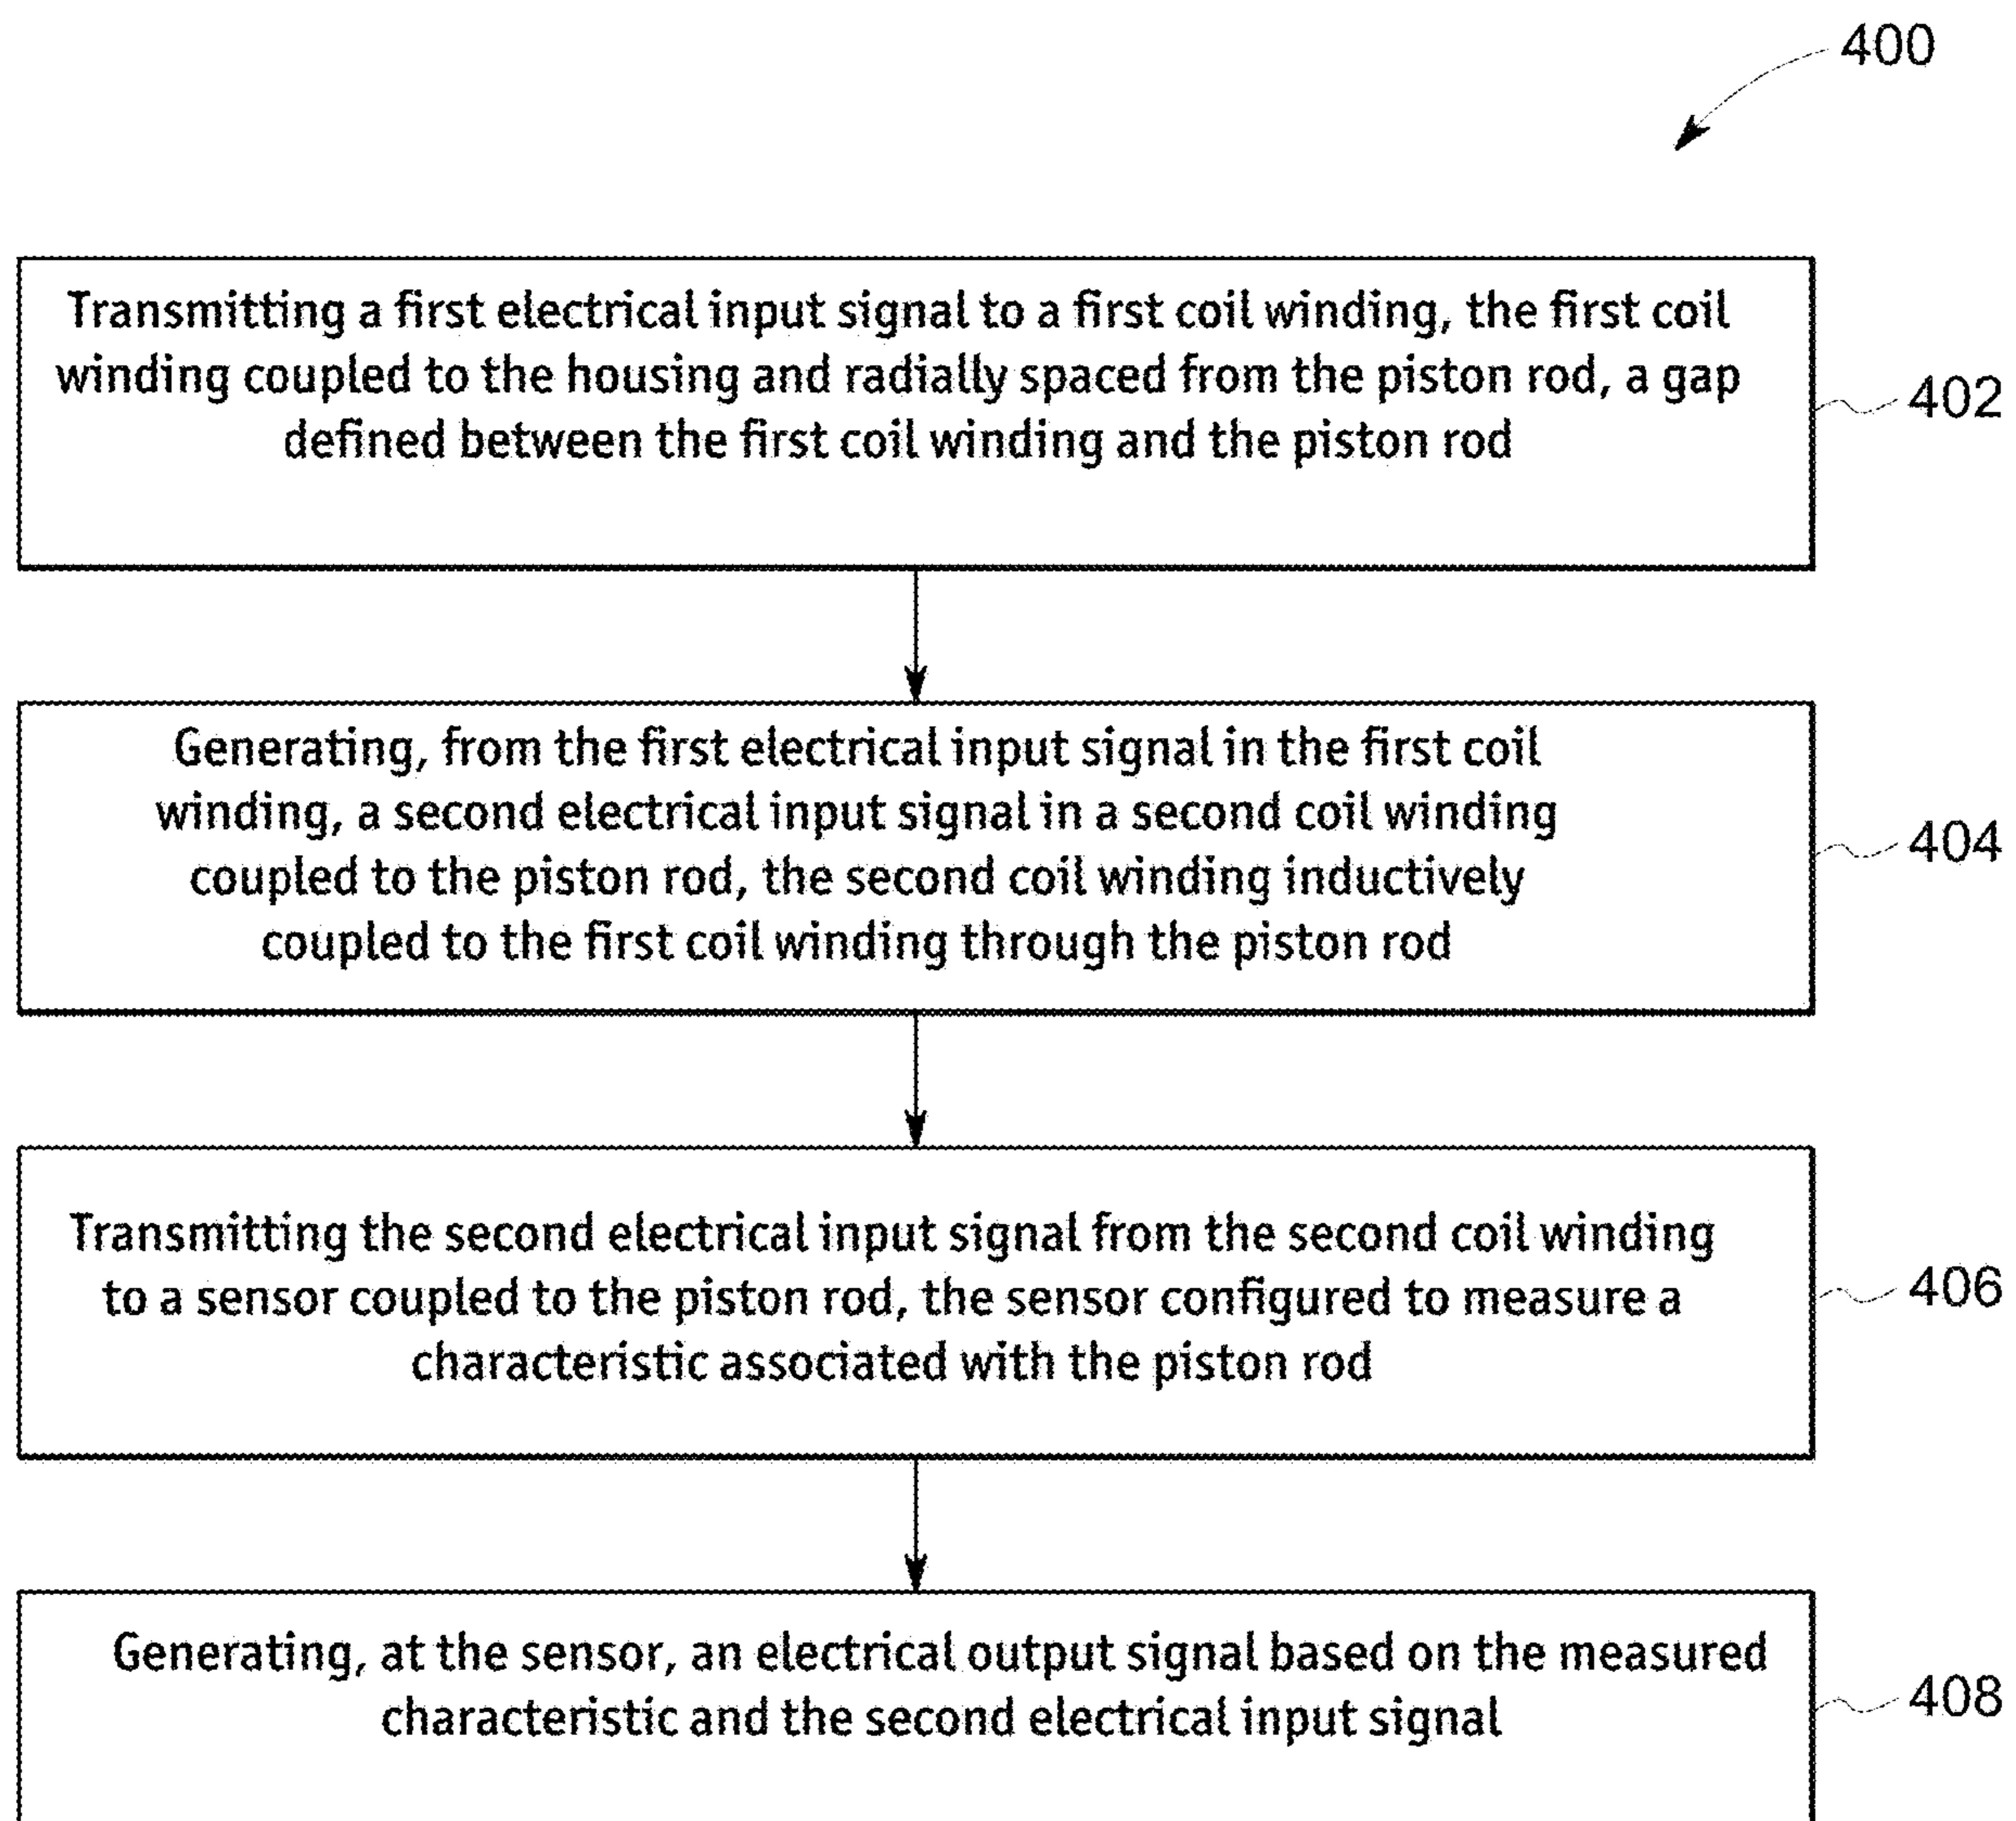 400
Transmitting a first electrical input signal to a first coil winding, the first coil
winding coupled to the housing and radially spaced from the piston rod, a gap
defined between the first coil winding and the piston rod
402
Generating, from the first electrical input signal in the first coil
winding, a second electrical input signal in a second coil winding
coupled to the piston rod, the second coil winding inductively
coupled to the first coil winding through the piston rod
404
Transmitting the second electrical input signal from the second coil winding
to a sensor coupled to the piston rod, the sensor configured to measure a
characteristic associated with the piston rod
406
Generating, at the sensor, an electrical output signal based on the measured
characteristic and the second electrical input signal
408